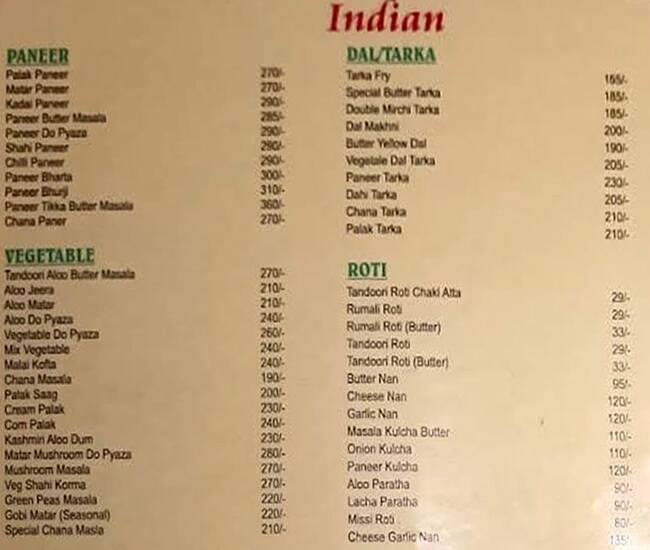 Indian
PANEER
Palak Paneer 270/-
Matar Paneer 270/-
Kadai Paneer 290/-
Paneer Butter Masala 285/-
Paneer Do Pyaza 290/-
Shahi Paneer 280/-
Chilli Paneer 290/-
Paneer Bharta 300/-
Paneer Bhurji 310/-
Paneer Tikka Butter Masala 360/-
Chana Paner 270/-
VEGETABLE
Tandoori Aloo Butter Masala 270/-
Aloo Jeera 210/-
Aloo Matar 210/-
Aloo Do Pyaza 240/-
Vegetable Do Pyaza 260/-
Mix Vegetable 240/-
Malai Kofta 240/-
Chana Masala 190/-
Palak Saag 200/-
Cream Palak 230/-
Corn Palak 240/-
Kashmiri Aloo Dum 230/-
Matar Mushroom Do Pyaza 280/-
Mushroom Masala 270/-
Veg Shahi Korma 270/-
Green Peas Masala 220/-
Gobi Matar (Seasonal) 220/-
Special Chana Masla 210/-
DAL/TARKA
Tarka Fry 165/-
Special Butter Tarka 185/-
Double Mirchi Tarka 185/-
Dal Makhni 200/-
Butter Yellow Dal 190/-
Vegetale Dal Tarka 205/-
Paneer Tarka 230/-
Dahi Tarka 205/-
Chana Tarka 210/-
Palak Tarka 210/-
ROTI
Tandoori Roti Chaki Atta 29/-
Rumali Roti 29/-
Rumali Roti (Butter) 33/-
Tandoori Roti 29/-
Tandoori Roti (Butter) 33/-
Butter Nan 95/-
Cheese Nan 120/-
Garlic Nan 120/-
Masala Kulcha Butter 110/-
Onion Kulcha 110/-
Paneer Kulcha 120/-
Aloo Paratha 90/-
Lacha Paratha 90/-
Missi Roti 80/-
Cheese Garlic Nan 135/-